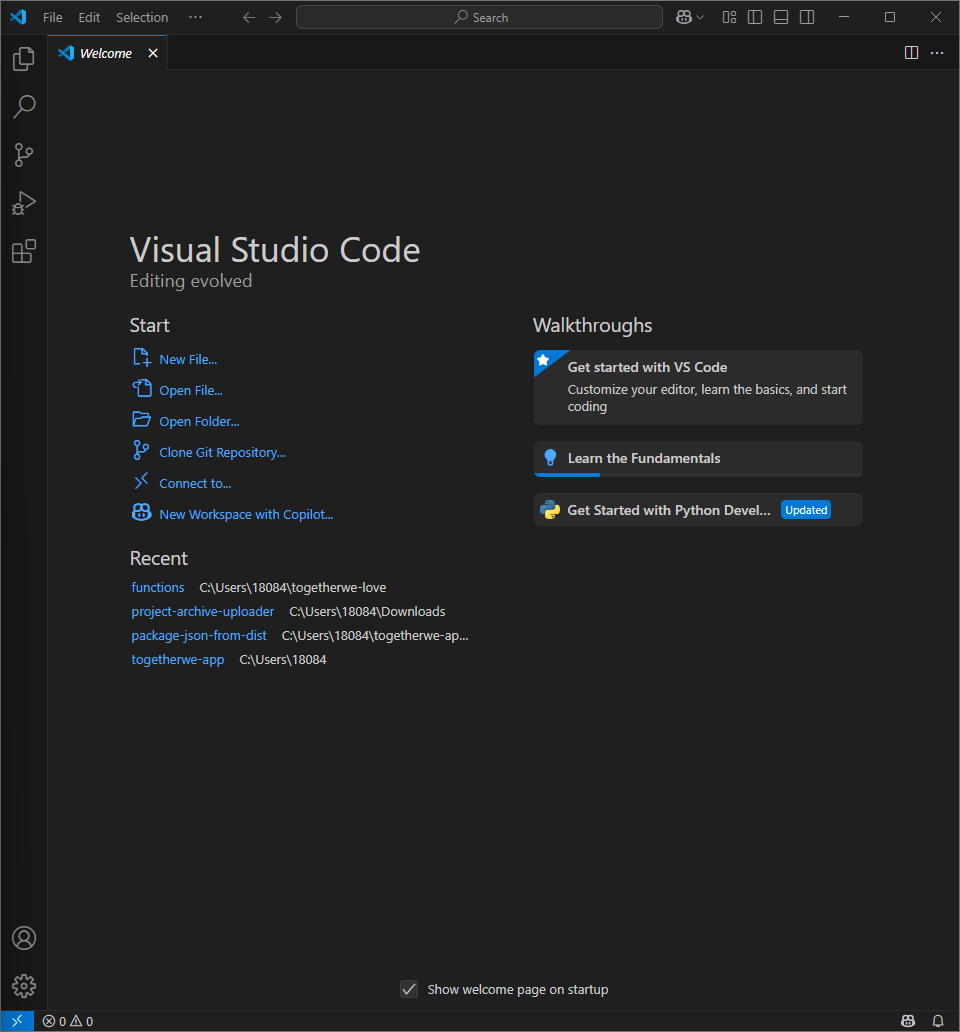 File Edit Selection ··· Search
Welcome
Visual Studio Code
Editing evolved
Start
New File...
Open File...
Open Folder...
Clone Git Repository...
Connect to...
New Workspace with Copilot...
Recent
functions C:\Users\18084\togetherwe-love
project-archive-uploader C:\Users\18084\Downloads
package-json-from-dist C:\Users\18084\togetherwe-ap...
togetherwe-app C:\Users\18084
Walkthroughs
Get started with VS Code
Customize your editor, learn the basics, and start
coding
Learn the Fundamentals
Get Started with Python Devel... Updated
Show welcome page on startup
0 0